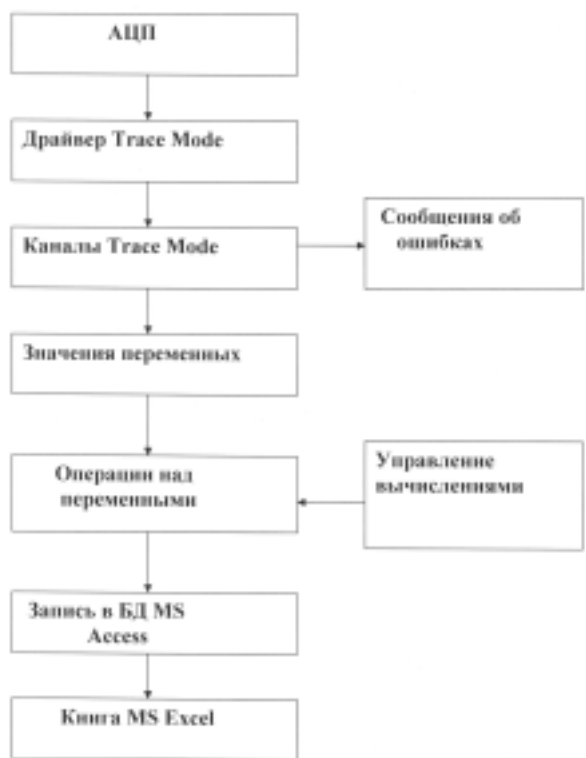 АЦП
Драйвер Trace Mode
Каналы Trace Mode
Сообщения об
ошибках
Значения переменных
Операции над
переменными
Управление
вычислениями
Запись в БД MS
Access
Книга MS Excel